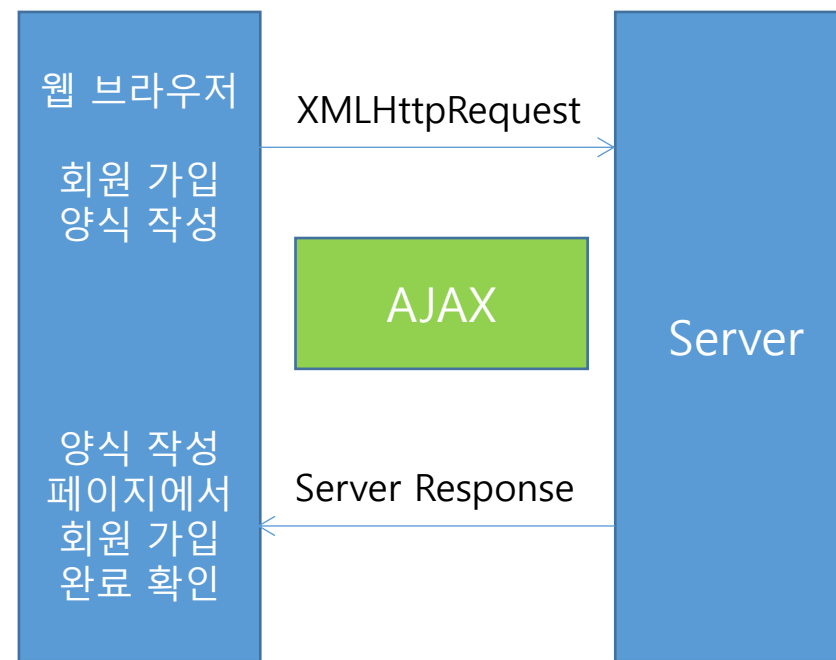 웹 브라우저
회원 가입
양식 작성
XMLHttpRequest
AJAX
Server
양식 작성
페이지에서
회원 가입
완료 확인
Server Response